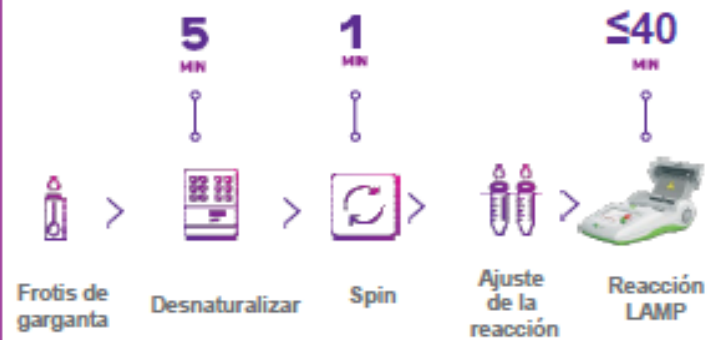 5
MIN
1
MIN
≤40
MIN
Frotis de
garganta
Desnaturalizar
Spin
Ajuste
de la
reacción
Reacción
LAMP